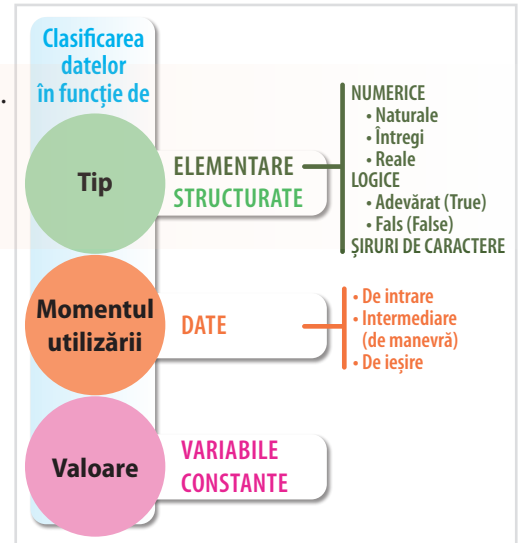 Clasificarea
datelor
în funcție de
.
Tip
ELEMENTARE
STRUCTURATE
NUMERICE
• Naturale
• Întregi
• Reale
LOGICE
• Adevărat (True)
• Fals (False)
ȘIRURI DE CARACTERE
Momentul
utilizării
DATE
• De intrare
• Intermediare
(de manevră)
• De ieșire
Valoare
VARIABILE
CONSTANTE